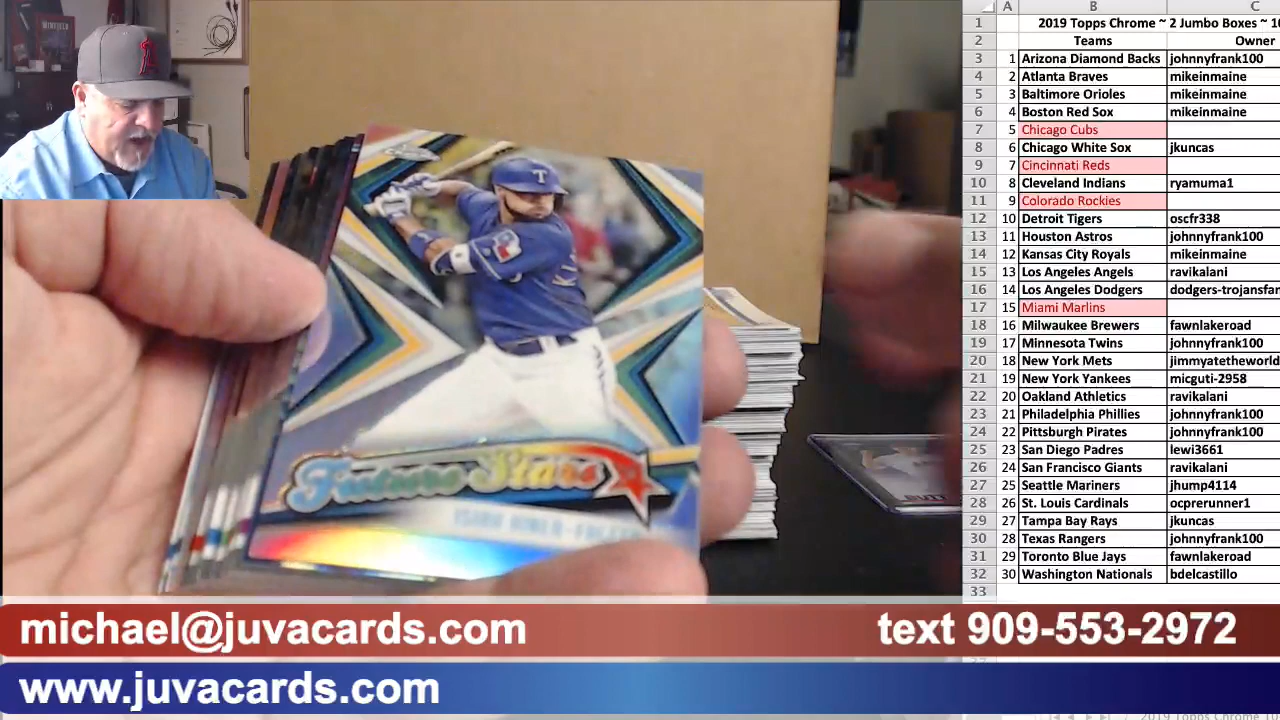 A B C
1 2019 Topps Chrome ~ 2 Jumbo Boxes ~ 10
2 Teams Owner
3 1 Arizona Diamond Backs johnnyfrank100
4 2 Atlanta Braves mikeinmaine
5 3 Baltimore Orioles mikeinmaine
6 4 Boston Red Sox mikeinmaine
7 5 Chicago Cubs
8 6 Chicago White Sox jkuncas
9 7 Cincinnati Reds
10 8 Cleveland Indians ryamuma1
11 9 Colorado Rockies
12 10 Detroit Tigers oscfr338
13 11 Houston Astros johnnyfrank100
14 12 Kansas City Royals mikeinmaine
15 13 Los Angeles Angels ravikalani
16 14 Los Angeles Dodgers dodgers-trojansfan
17 15 Miami Marlins
18 16 Milwaukee Brewers fawnlakeroad
19 17 Minnesota Twins johnnyfrank100
20 18 New York Mets jimmyatetheworld
21 19 New York Yankees micguti-2958
22 20 Oakland Athletics ravikalani
23 21 Philadelphia Phillies johnnyfrank100
24 22 Pittsburgh Pirates johnnyfrank100
25 23 San Diego Padres lewi3661
26 24 San Francisco Giants ravikalani
27 25 Seattle Mariners jhump4114
28 26 St. Louis Cardinals ocprerunner1
29 27 Tampa Bay Rays jkuncas
30 28 Texas Rangers johnnyfrank100
31 29 Toronto Blue Jays fawnlakeroad
32 30 Washington Nationals bdelcastillo
33
T
Future Stars
michael@juvacards.com text 909-553-2972
www.juvacards.com